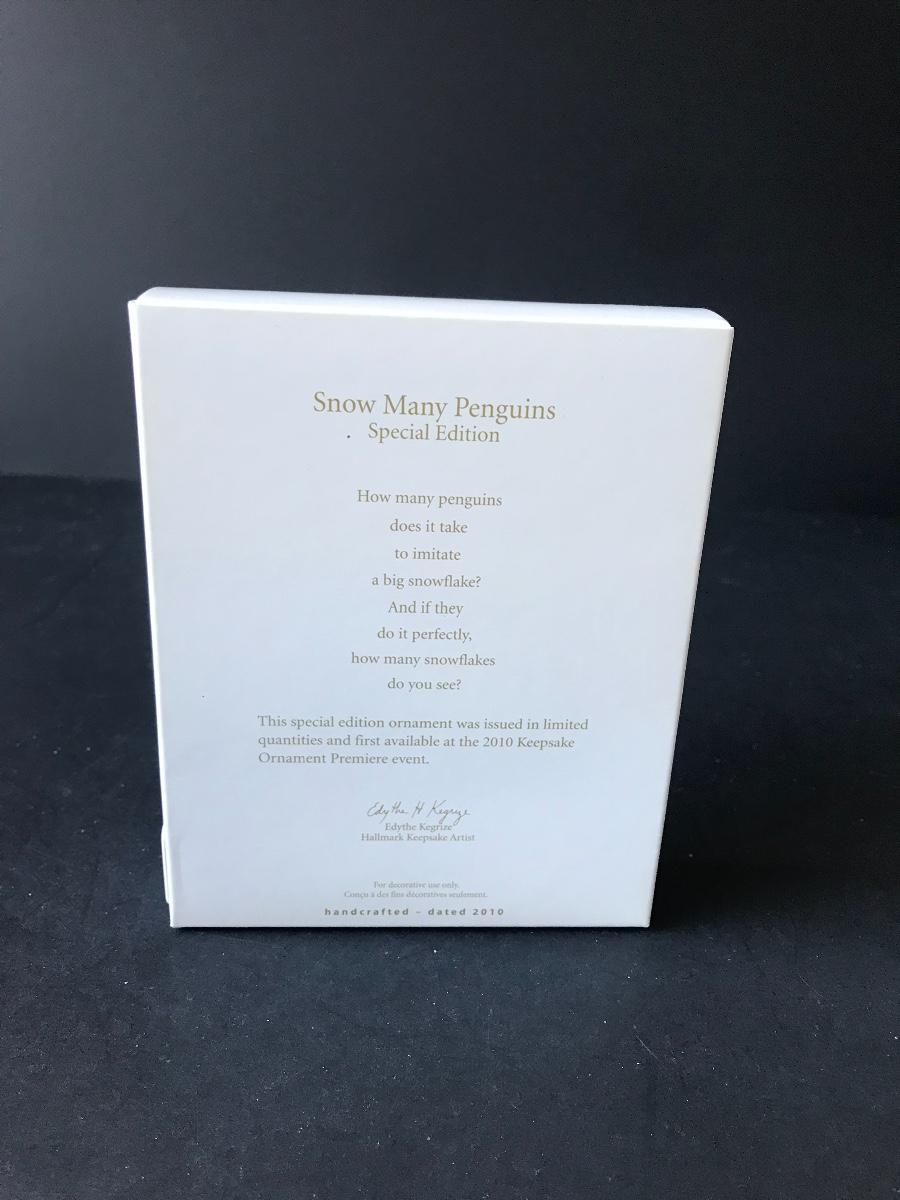 Snow Many Penguins
Special Edition
How many penguins
does it take
to imitate
a big snowflake?
And if they
do it perfectly,
how many snowflakes
do you see?
This special edition ornament was issued in limited
quantities and first available at the 2010 Keepsake
Ornament Premiere event.
Edythe H Kegrize
Edythe Kegrize
Hallmark Keepsake Artist
For decorative use only.
Conçu à des fins décoratives seulement.
handcrafted – dated 2010